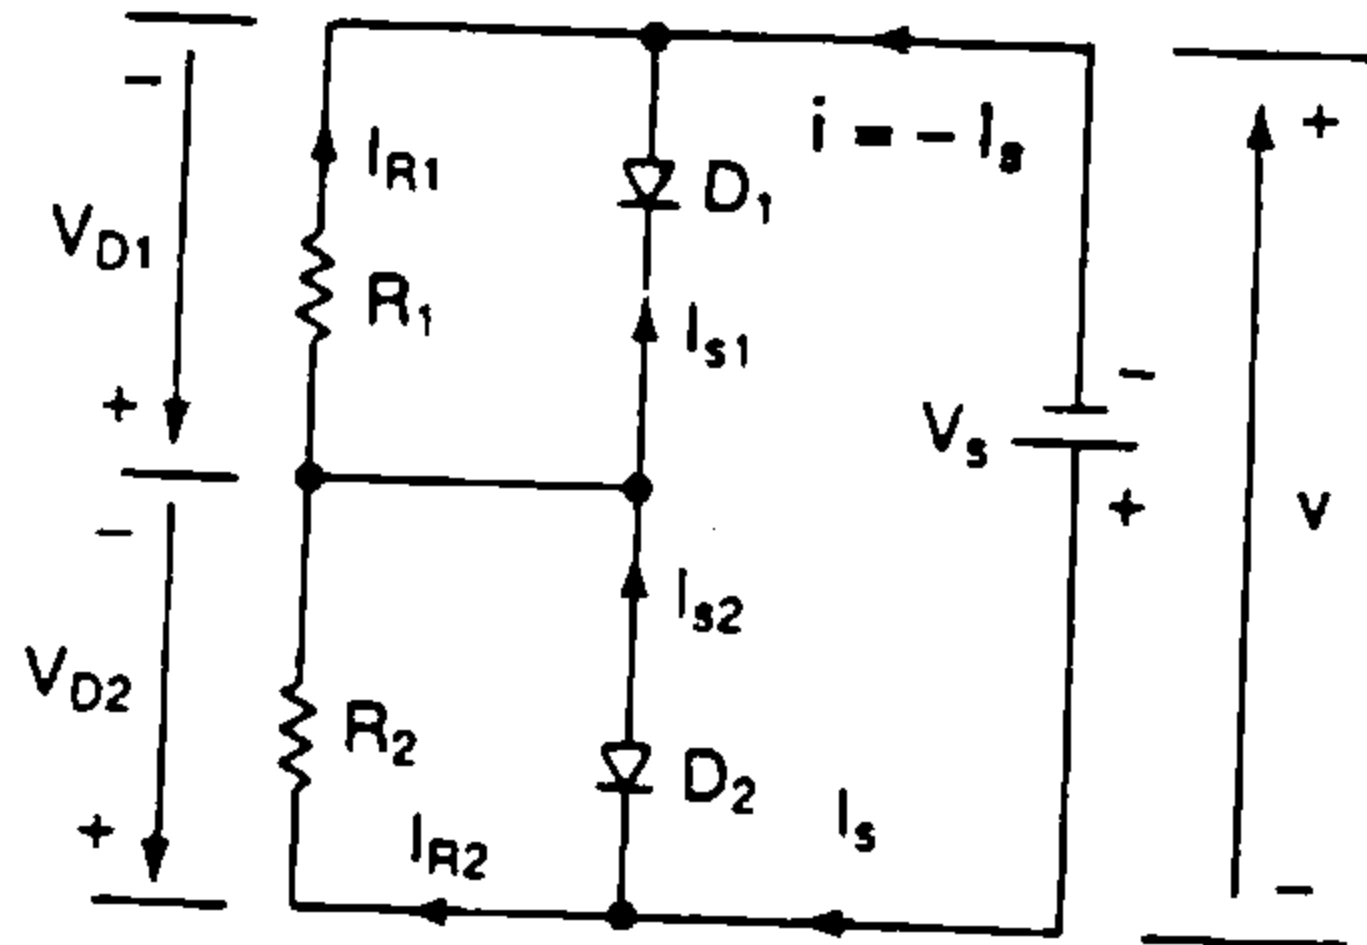 −
i = − I_s
+
I_R1
D_1
V_D1
R_1
I_s1
−
+
V_s
−
+
v
I_s2
V_D2
R_2
D_2
+
I_R2
I_s
−